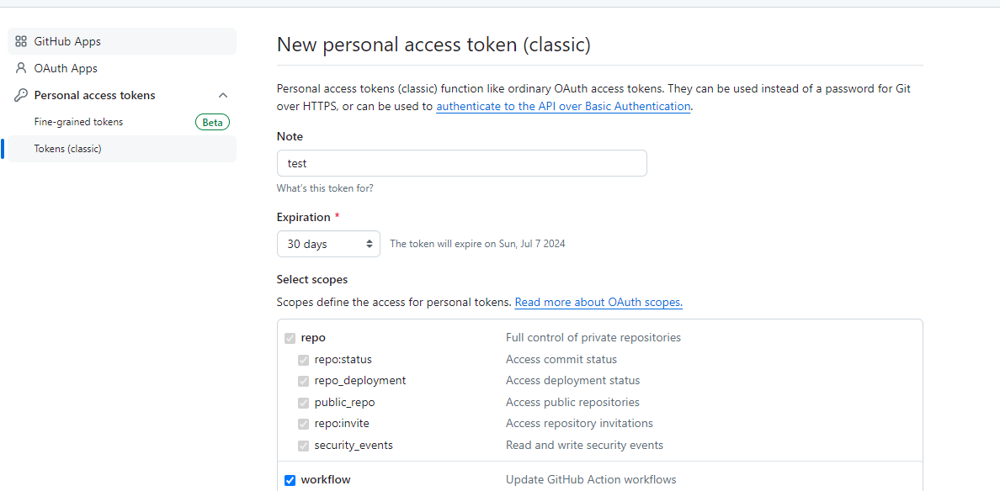 GitHub Apps
OAuth Apps
Personal access tokens
Fine-grained tokens
Beta
Tokens (classic)
New personal access token (classic)
Personal access tokens (classic) function like ordinary OAuth access tokens. They can be used instead of a password for Git
over HTTPS, or can be used to authenticate to the API over Basic Authentication.
Note
test
What's this token for?
Expiration *
30 days
The token will expire on Sun, Jul 7 2024
Select scopes
Scopes define the access for personal tokens. Read more about OAuth scopes.
repo Full control of private repositories
repo:status Access commit status
repo_deployment Access deployment status
public_repo Access public repositories
repo:invite Access repository invitations
security_events Read and write security events
workflow Update GitHub Action workflows